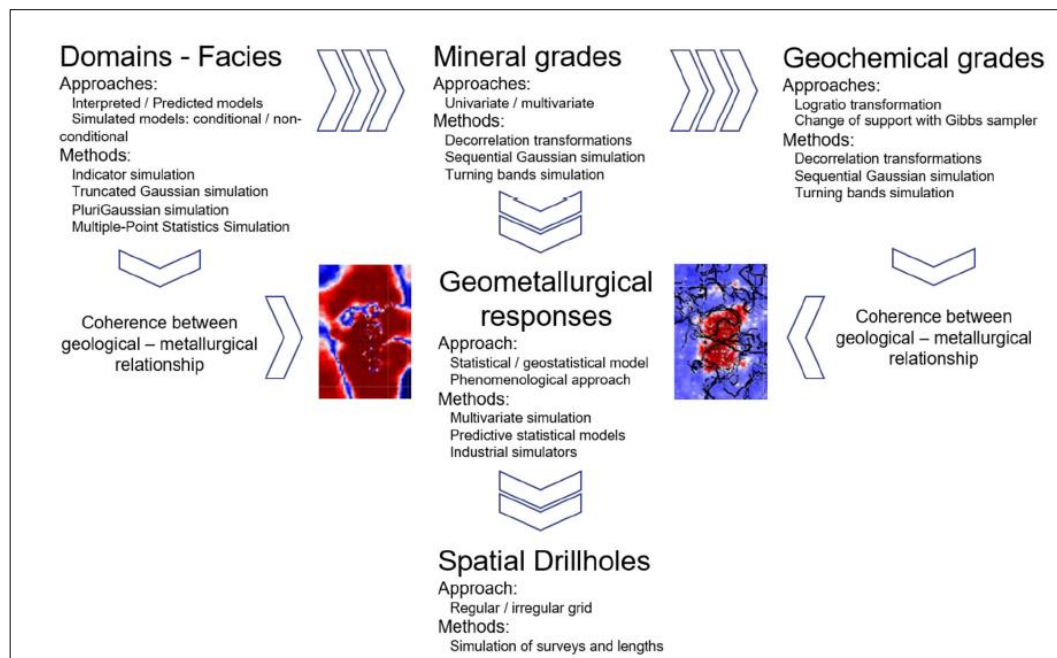 Domains - Facies
Approaches:
Interpreted / Predicted models
Simulated models: conditional / non-
conditional
Methods:
Indicator simulation
Truncated Gaussian simulation
PluriGaussian simulation
Multiple-Point Statistics Simulation
Mineral grades
Approaches:
Univariate / multivariate
Methods:
Decorrelation transformations
Sequential Gaussian simulation
Turning bands simulation
Geochemical grades
Approaches:
Logratio transformation
Change of support with Gibbs sampler
Methods:
Decorrelation transformations
Sequential Gaussian simulation
Turning bands simulation
Coherence between
geological – metallurgical
relationship
Geometallurgical
responses
Approach:
Statistical / geostatistical model
Phenomenological approach
Methods:
Multivariate simulation
Predictive statistical models
Industrial simulators
Coherence between
geological – metallurgical
relationship
Spatial Drillholes
Approach:
Regular / irregular grid
Methods:
Simulation of surveys and lengths